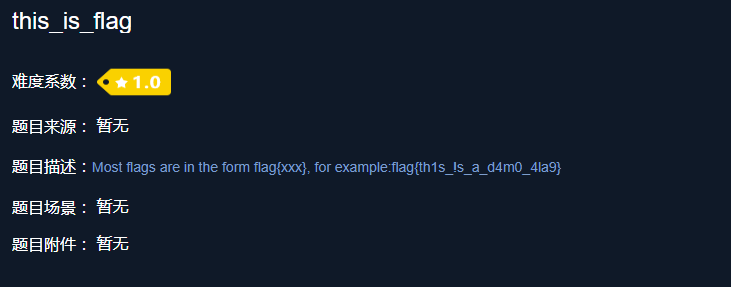 this_is_flag
难度系数： 1.0
题目来源： 暂无
题目描述：Most flags are in the form flag{xxx}, for example:flag{th1s_!s_a_d4m0_4la9}
题目场景： 暂无
题目附件： 暂无